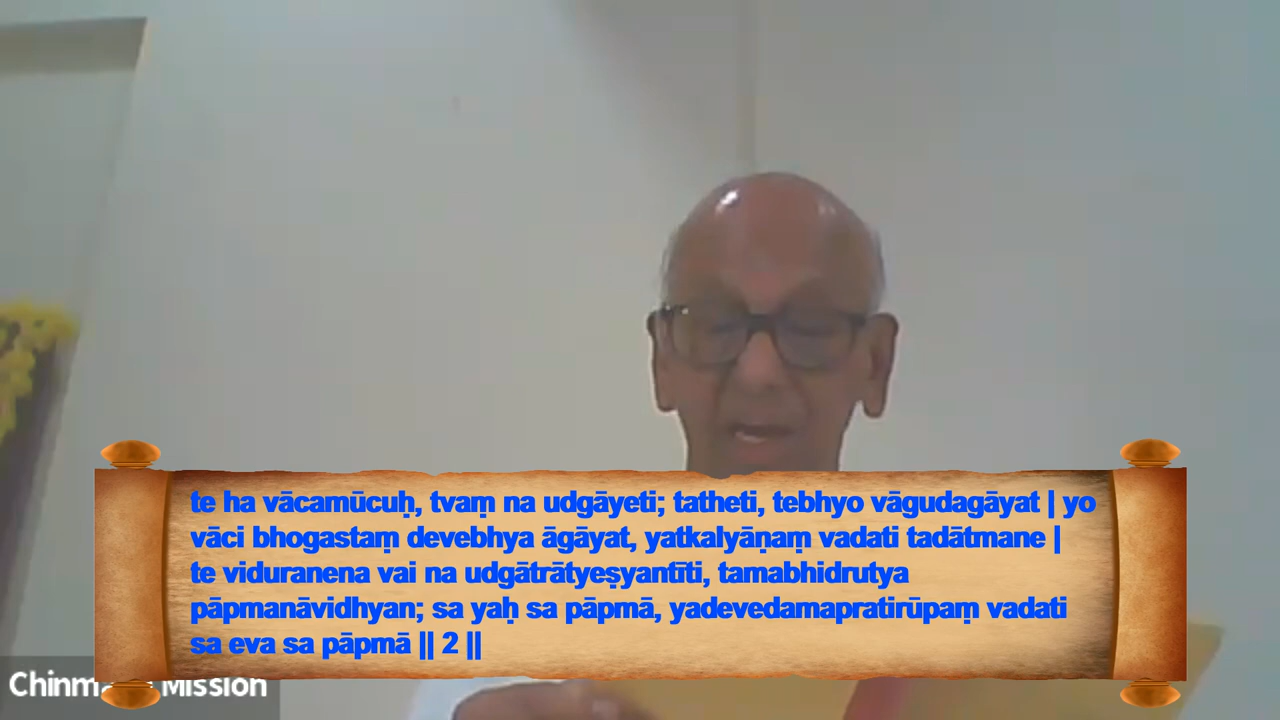 te ha vācamūcuḥ, tvaṃ na udgāyeti; tatheti, tebhyo vāgudagāyat | yo
vāci bhogastaṃ devebhya āgāyat, yatkalyāṇaṃ vadati tadātmane |
te viduranena vai na udgātrātyeṣyantīti, tamabhidrutya
pāpmanāvidhyan; sa yaḥ sa pāpmā, yadevedamapratirūpaṃ vadati
sa eva sa pāpmā || 2 ||
Mission